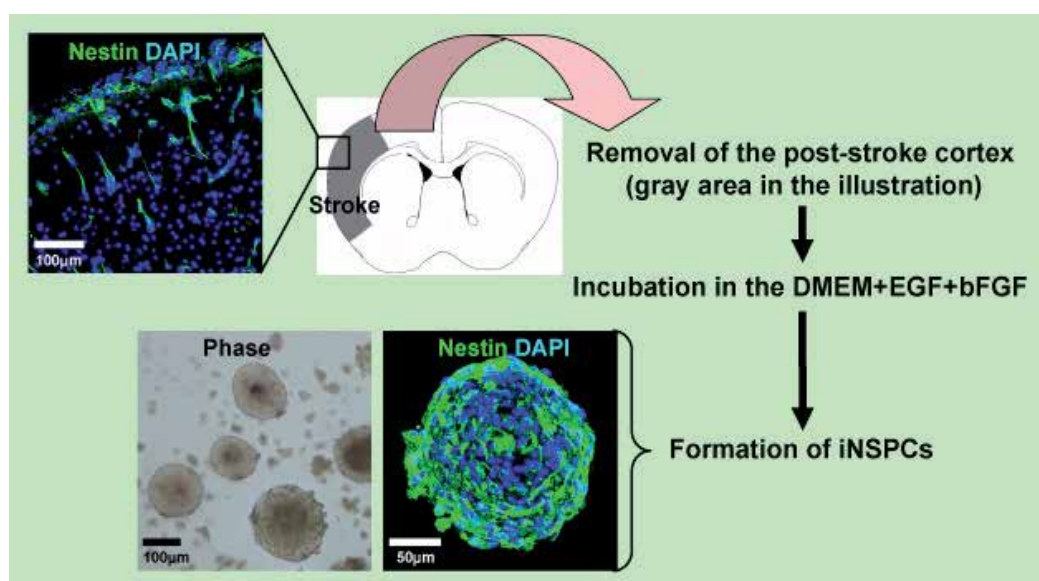 Nestin DAPI
100µm
Stroke
Removal of the post-stroke cortex
(gray area in the illustration)
Incubation in the DMEM+EGF+bFGF
Formation of iNSPCs
Phase
100µm
Nestin DAPI
50µm